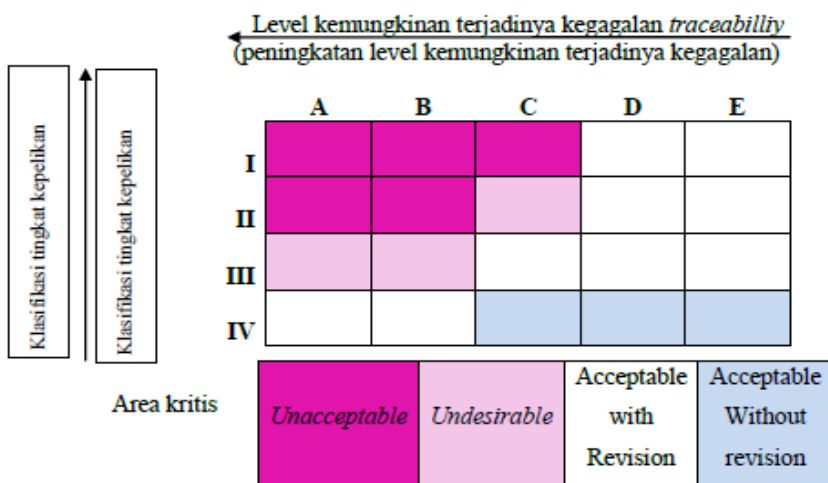 Level kemungkinan terjadinya kegagalan traceabilliy
(peningkatan level kemungkinan terjadinya kegagalan)
Klasifikasi tingkat kepelikan
Klasifikasi tingkat kepelikan
A B C D E
I
II
III
IV
Area kritis
Unacceptable
Undesirable
Acceptable
with
Revision
Acceptable
Without
revision